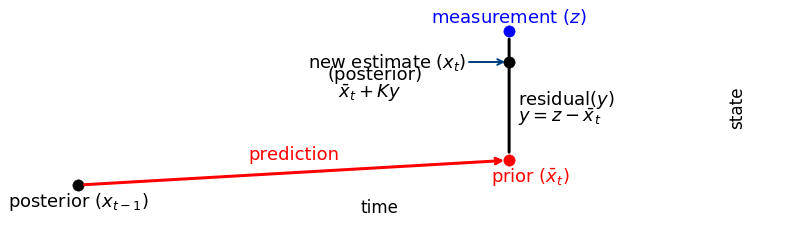 measurement (z)
new estimate (xₜ)
(posterior)
x̄ₜ + Ky
residual(y)
y = z − x̄ₜ
state
prediction
prior (x̄ₜ)
posterior (xₜ₋₁)
time